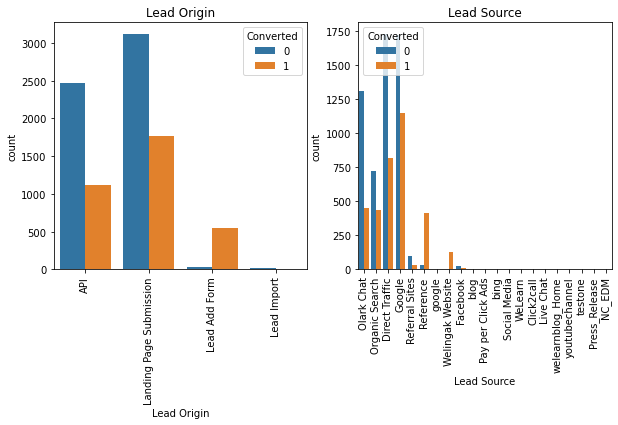 Lead Origin
3000
2500
2000
1500
1000
500
0
count
Converted
0
1
API
Landing Page Submission
Lead Add Form
Lead Import
Lead Origin
Lead Source
1750
1500
1250
1000
750
500
250
0
count
Converted
0
1
Olark Chat
Organic Search
Direct Traffic
Google
Referral Sites
Reference
google
Welingak Website
Facebook
blog
Pay per Click Ads
bing
Social Media
WeLearn
Click2call
Live Chat
welearnblog_Home
youtubechannel
testone
Press_Release
NC_EDM
Lead Source